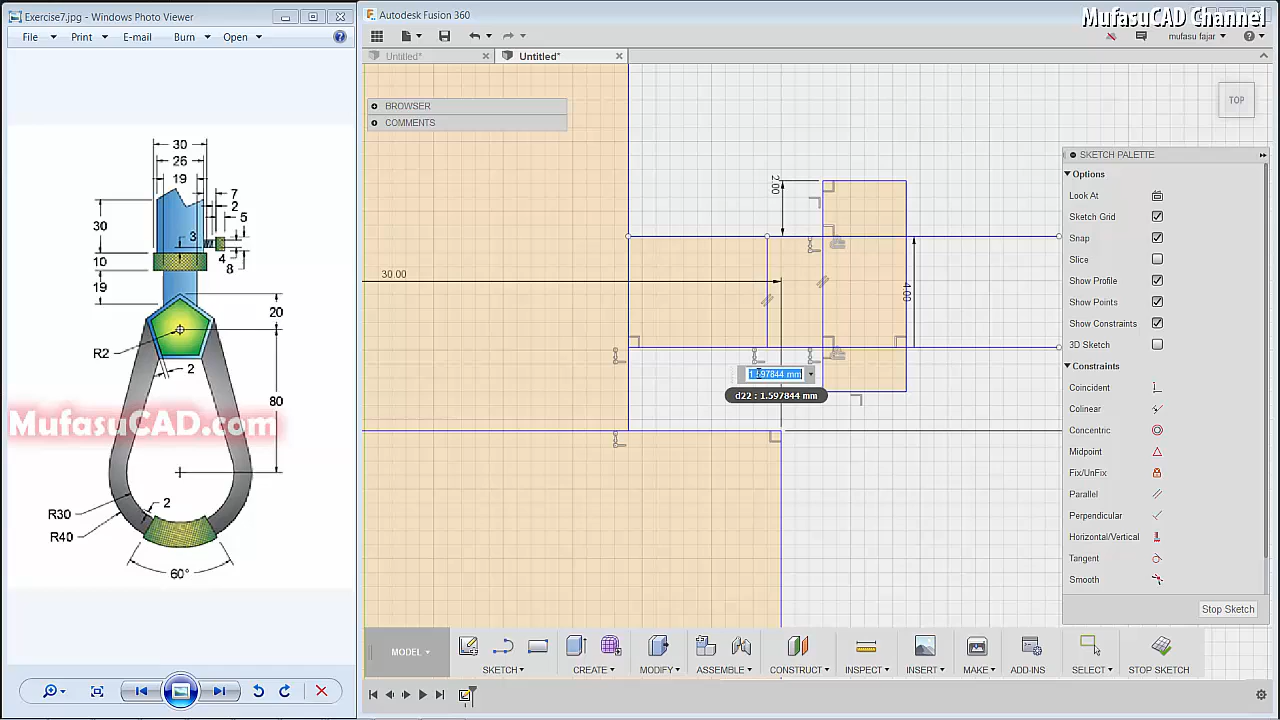 Exercise7.jpg - Windows Photo Viewer
File Print E-mail Burn Open
30
26
19
7
2
5
30
3
10
4
8
19
20
R2
2
80
MufasuCAD.com
2
R30
R40
60°
Autodesk Fusion 360
MufasuCAD Channel
mufasu fajar
Untitled*
Untitled*
BROWSER
COMMENTS
TOP
2.00
30.00
4.00
1.597844 mm
d22 : 1.597844 mm
SKETCH PALETTE
Options
Look At
Sketch Grid
Snap
Slice
Show Profile
Show Points
Show Constraints
3D Sketch
Constraints
Coincident
Colinear
Concentric
Midpoint
Fix/UnFix
Parallel
Perpendicular
Horizontal/Vertical
Tangent
Smooth
Stop Sketch
MODEL
SKETCH
CREATE
MODIFY
ASSEMBLE
CONSTRUCT
INSPECT
INSERT
MAKE
ADD-INS
SELECT
STOP SKETCH